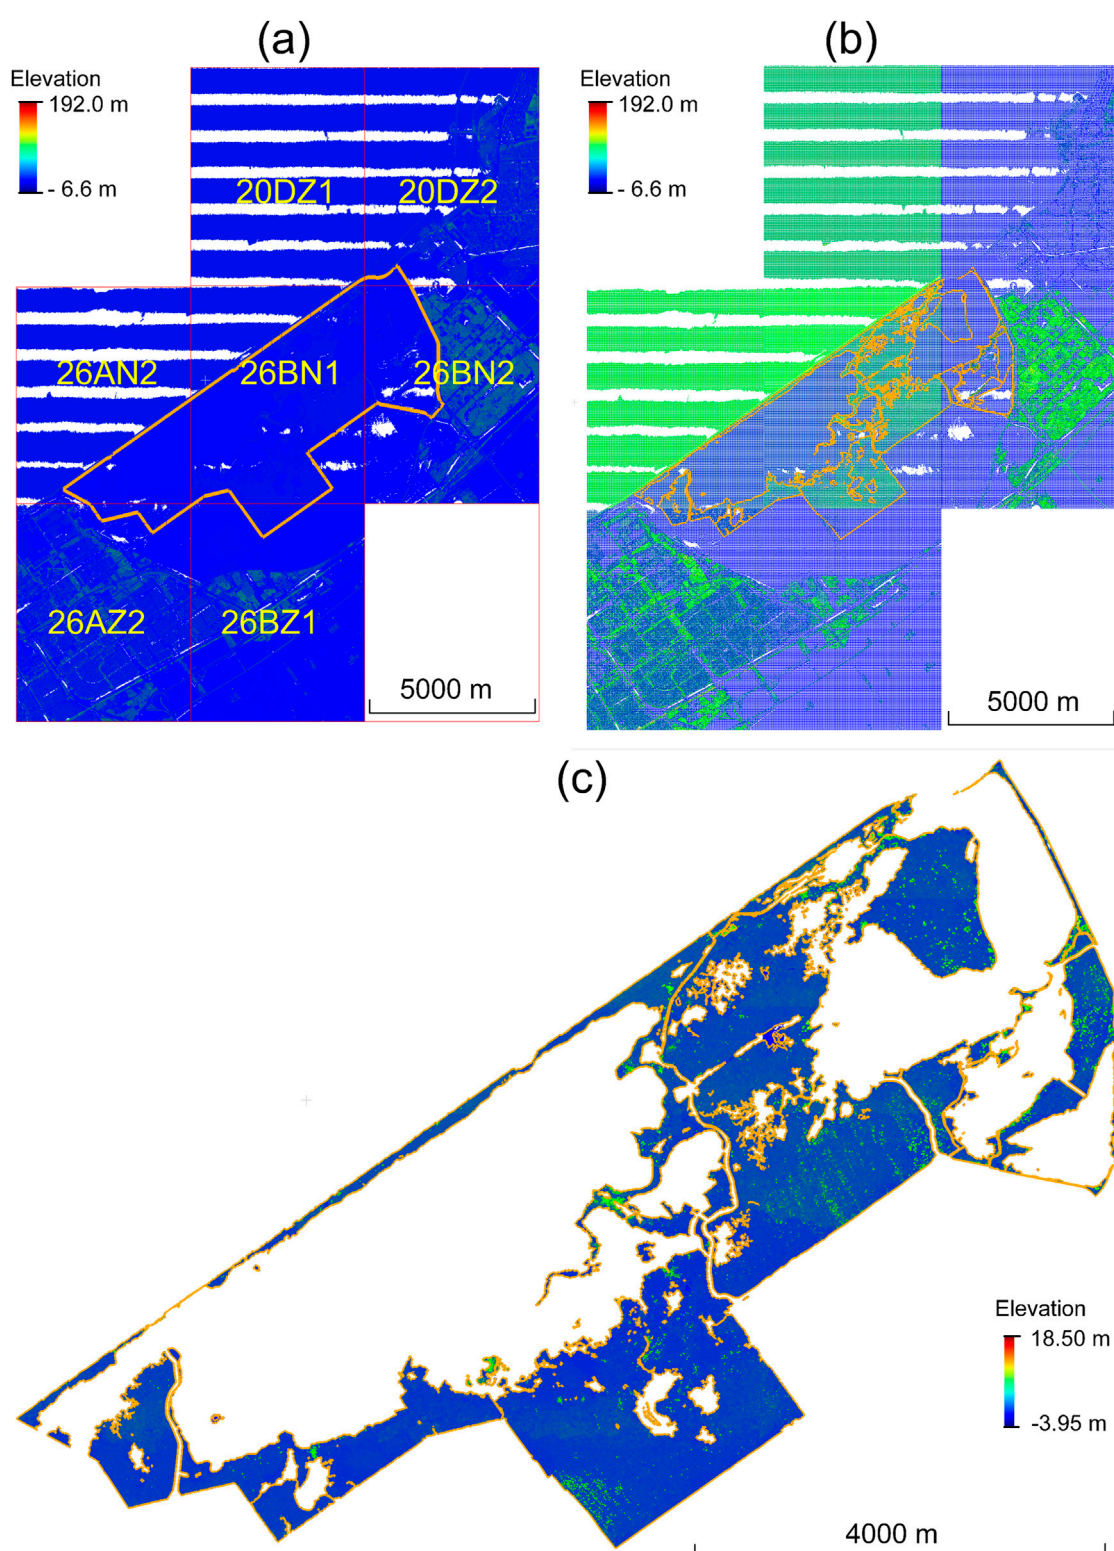 (a)
(b)
Elevation
192.0 m
- 6.6 m
Elevation
192.0 m
- 6.6 m
20DZ1
20DZ2
26AN2
26BN1
26BN2
26AZ2
26BZ1
5000 m
5000 m
(c)
Elevation
18.50 m
-3.95 m
4000 m